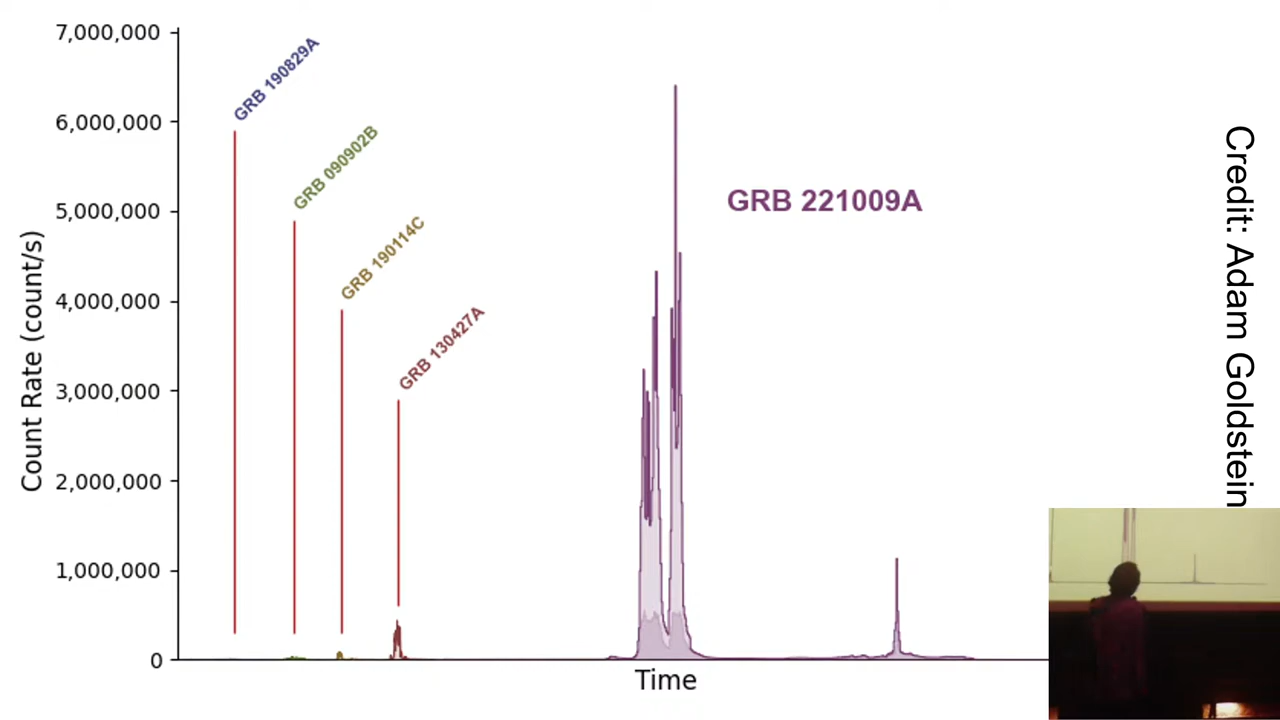 7,000,000
6,000,000
5,000,000
4,000,000
3,000,000
2,000,000
1,000,000
0
Count Rate (count/s)
GRB 190829A
GRB 090902B
GRB 190114C
GRB 130427A
GRB 221009A
Time
Credit: Adam Goldstein